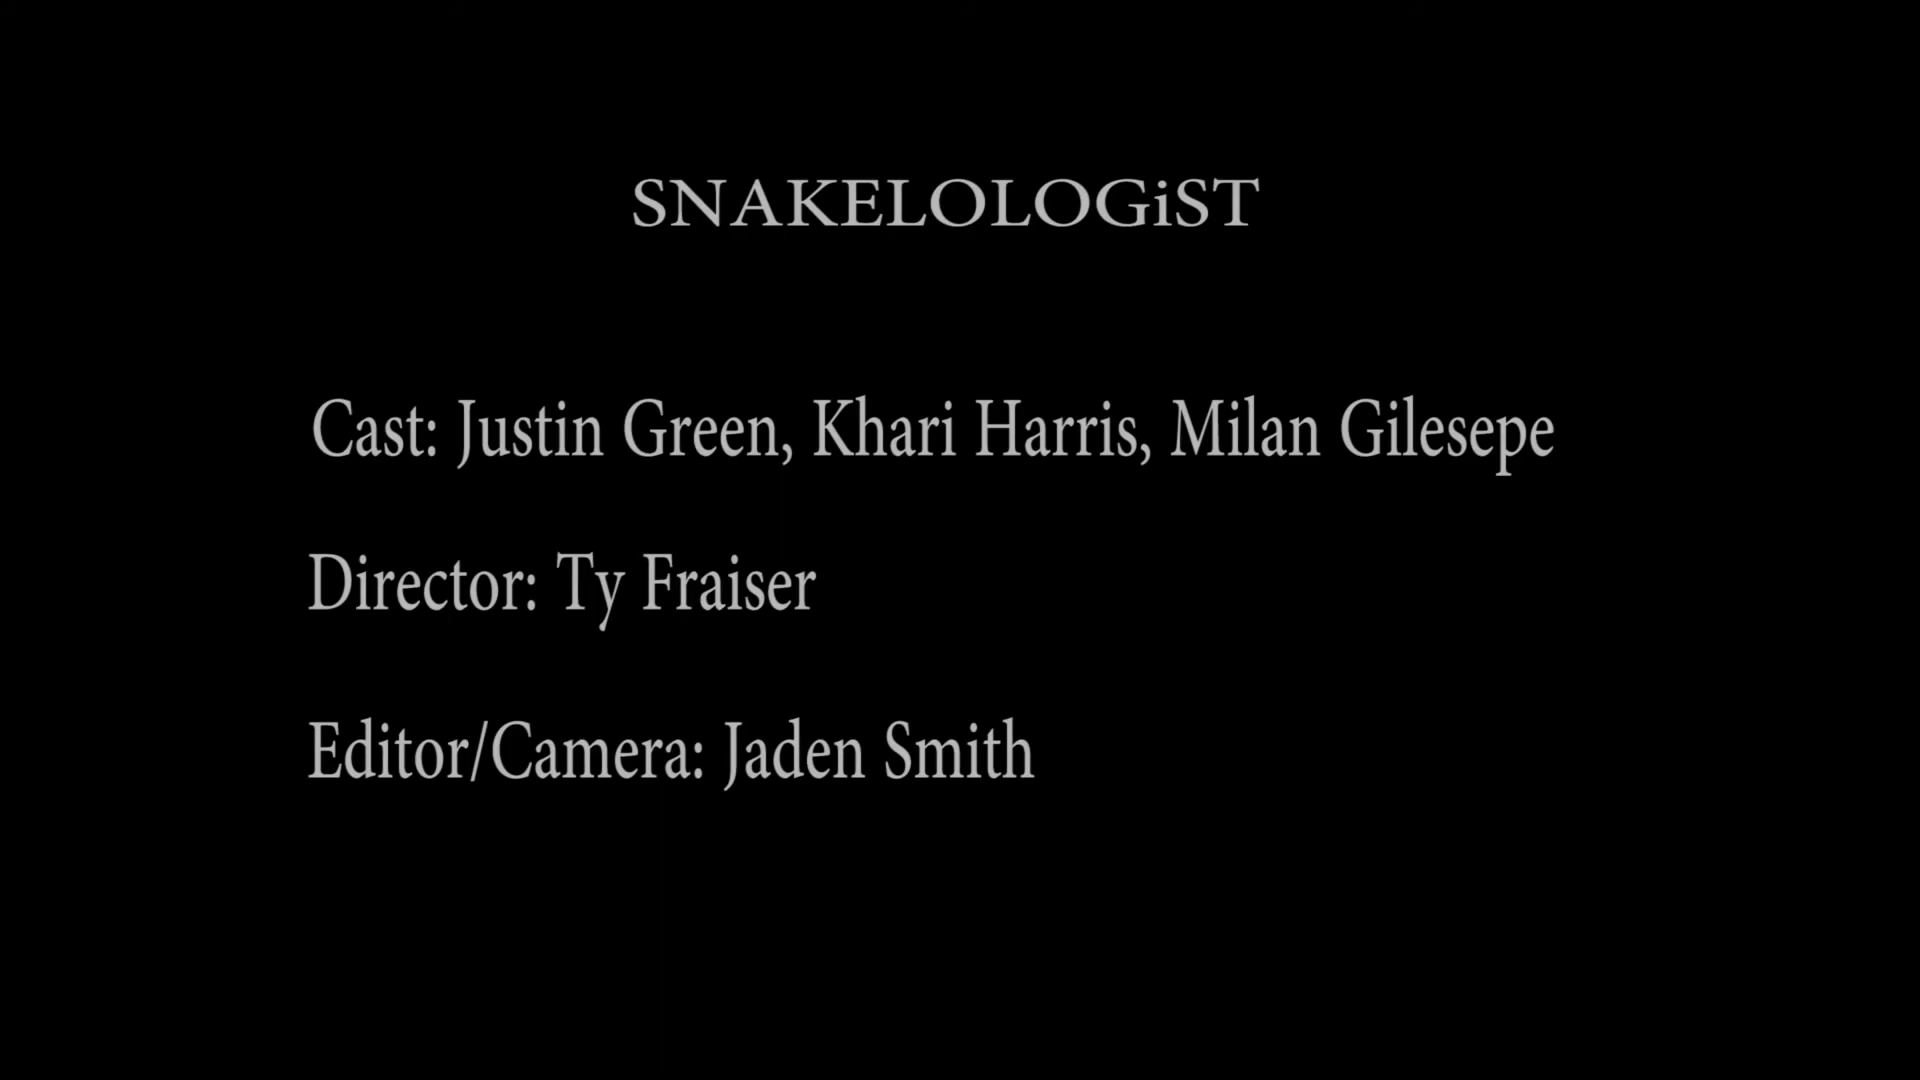 SNAKELOLOGiST
Cast: Justin Green, Khari Harris, Milan Gilesepe
Director: Ty Fraiser
Editor/Camera: Jaden Smith